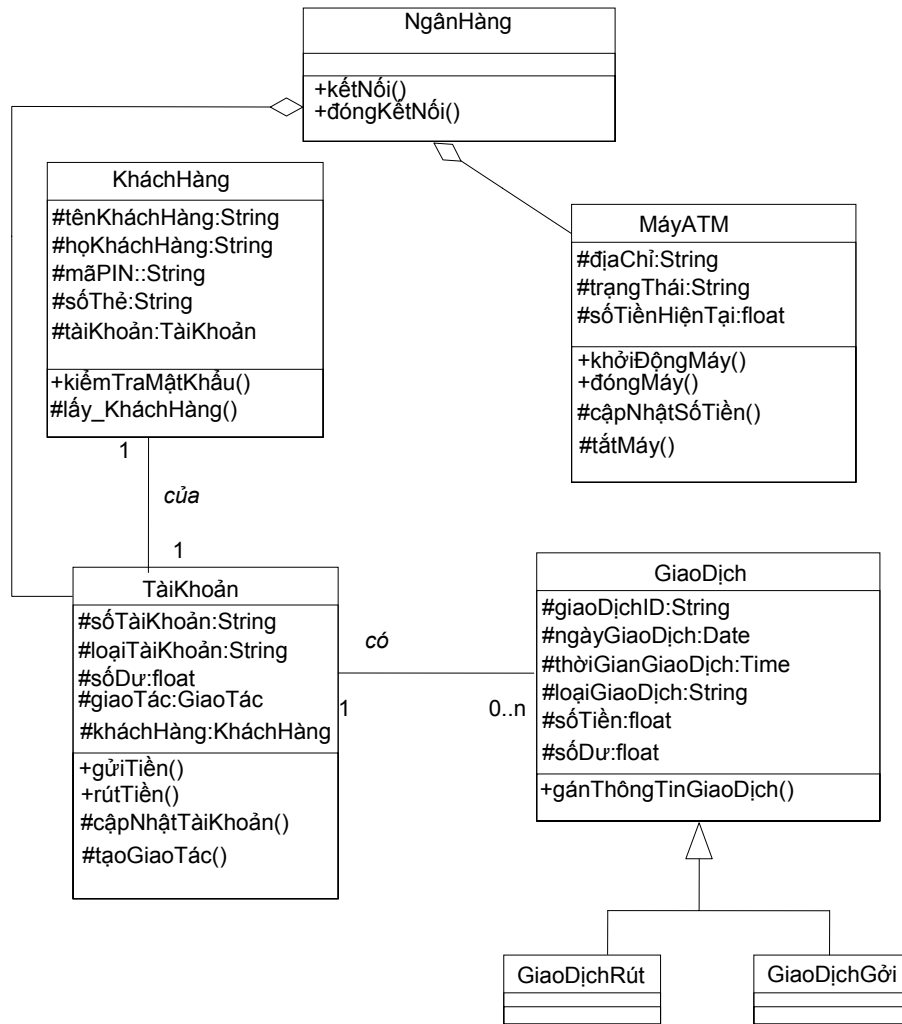 NgânHàng
+kếtNối()
+đóngKếtNối()
KháchHàng
#tênKháchHàng:String
#họKháchHàng:String
#mãPIN::String
#sốThẻ:String
#tàiKhoản:TàiKhoản
+kiểmTraMậtKhẩu()
#lấy_KháchHàng()
MáyATM
#địaChỉ:String
#trạngThái:String
#sốTiềnHiệnTại:float
+khởiĐộngMáy()
+đóngMáy()
#cậpNhậtSốTiền()
#tắtMáy()
1
của
1
TàiKhoản
#sốTàiKhoản:String
#loạiTàiKhoản:String
#sốDư:float
#giaoTác:GiaoTác
#kháchHàng:KháchHàng
+gửiTiền()
+rútTiền()
#cậpNhậtTàiKhoản()
#tạoGiaoTác()
có
1
0..n
GiaoDịch
#giaoDịchID:String
#ngàyGiaoDịch:Date
#thờiGianGiaoDịch:Time
#loạiGiaoDịch:String
#sốTiền:float
#sốDư:float
+gánThôngTinGiaoDịch()
GiaoDịchRút
GiaoDịchGởi